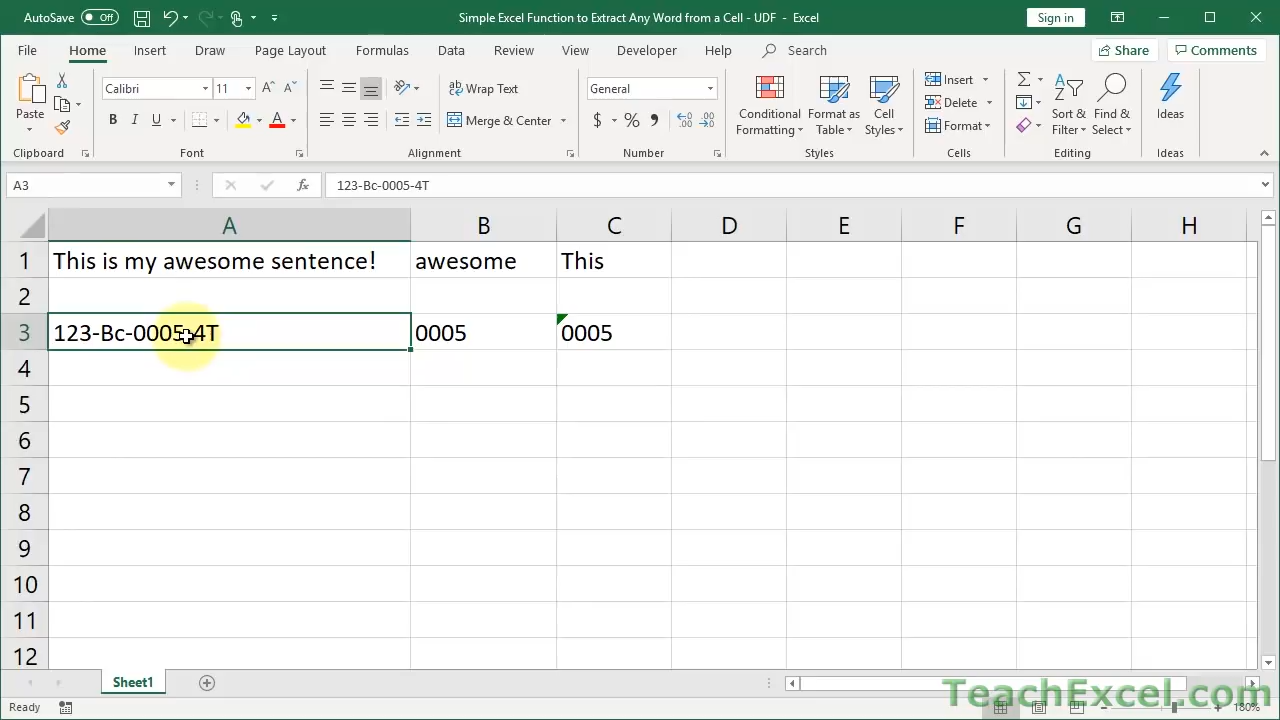 AutoSave Off
Simple Excel Function to Extract Any Word from a Cell - UDF - Excel
Sign in
File Home Insert Draw Page Layout Formulas Data Review View Developer Help Search Share Comments
Paste
Clipboard
Calibri 11
B I U A
Font
ab Wrap Text
Merge & Center
Alignment
General
$ % 9
Number
Conditional Formatting
Format as Table
Cell Styles
Styles
Insert
Delete
Format
Cells
Sort & Filter
Find & Select
Editing
Ideas
Ideas
A3 fx 123-Bc-0005-4T
A B C D E F G H
1 This is my awesome sentence! awesome This
2
3 123-Bc-0005-4T 0005 0005
4
5
6
7
8
9
10
11
12
Sheet1
TeachExcel.com
Ready 180%